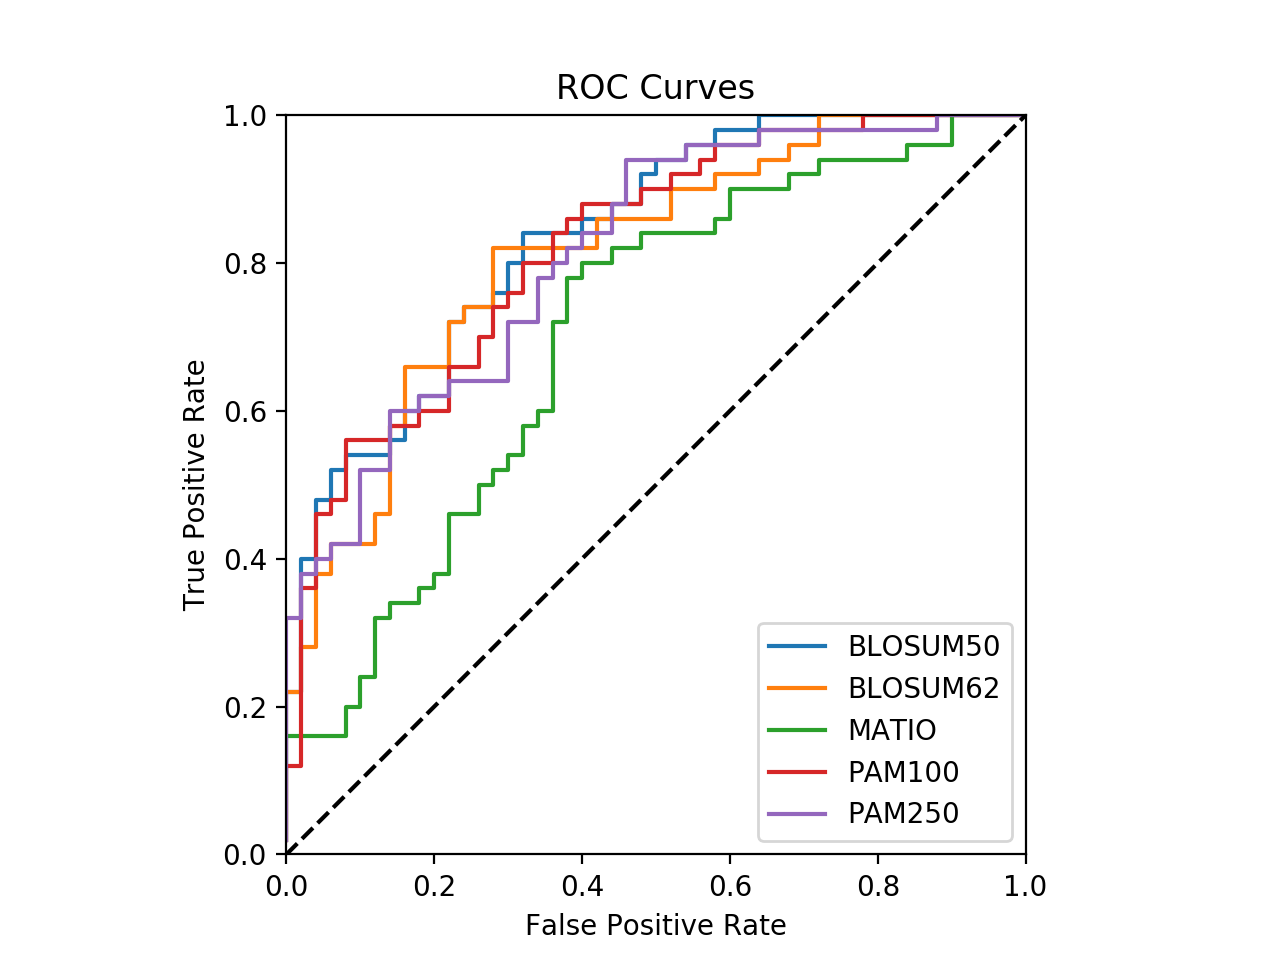 ROC Curves
1.0
0.8
0.6
0.4
0.2
0.0
True Positive Rate
0.0 0.2 0.4 0.6 0.8 1.0
False Positive Rate
BLOSUM50
BLOSUM62
MATIO
PAM100
PAM250